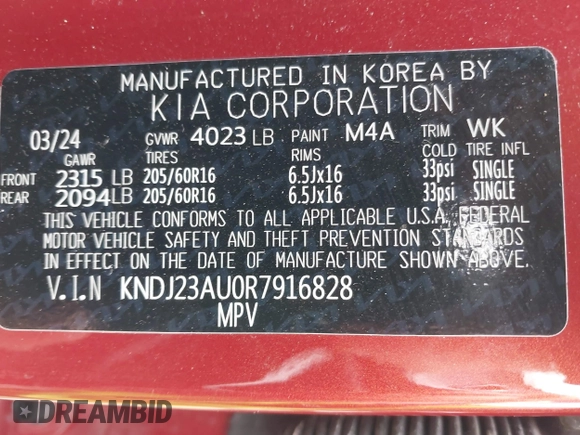 MANUFACTURED IN KOREA BY
KIA CORPORATION
03/24 GVWR 4023 LB PAINT M4A TRIM WK
GAWR TIRES RIMS COLD TIRE INFL
FRONT 2315 LB 205/60R16 6.5Jx16 33psi SINGLE
REAR 2094 LB 205/60R16 6.5Jx16 33psi SINGLE
THIS VEHICLE CONFORMS TO ALL APPLICABLE U.S.A. FEDERAL
MOTOR VEHICLE SAFETY AND THEFT PREVENTION STANDARDS
IN EFFECT ON THE DATE OF MANUFACTURE SHOWN ABOVE.
V.I.N KNDJ23AU0R7916828
MPV
DREAMBID